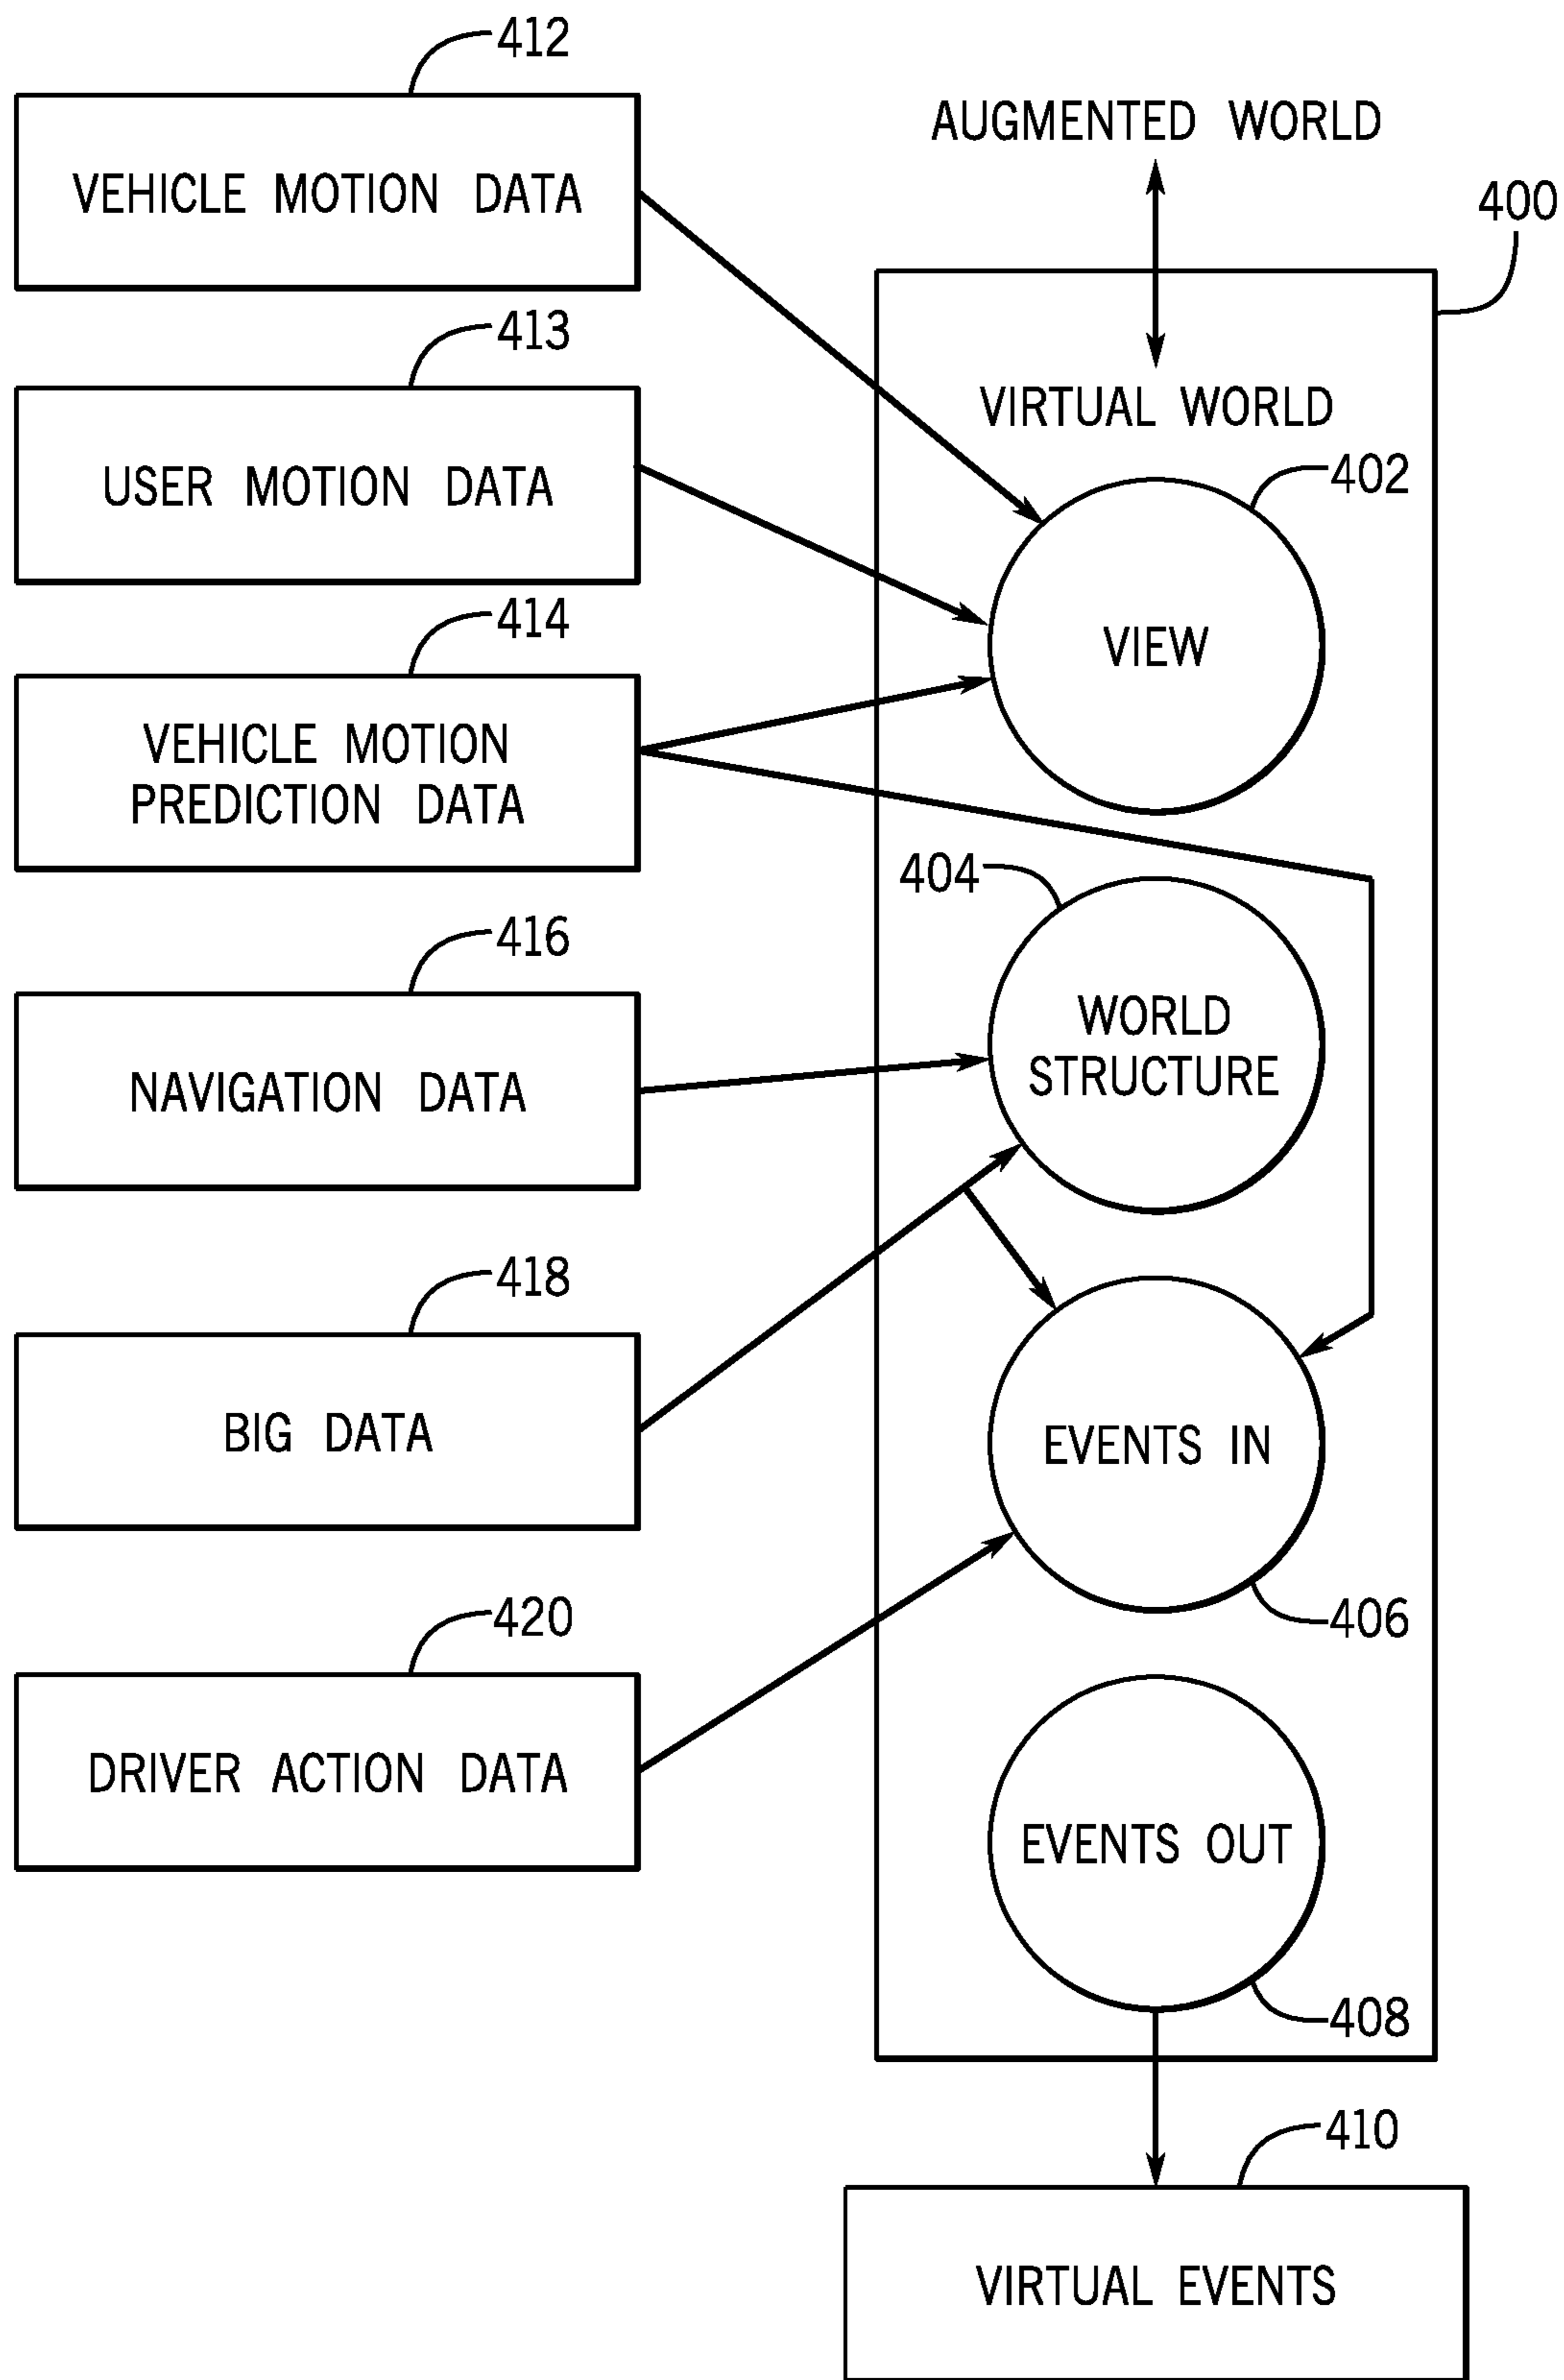 412
VEHICLE MOTION DATA
413
USER MOTION DATA
414
VEHICLE MOTION
PREDICTION DATA
416
NAVIGATION DATA
418
BIG DATA
420
DRIVER ACTION DATA
AUGMENTED WORLD
400
VIRTUAL WORLD
402
VIEW
404
WORLD
STRUCTURE
EVENTS IN
406
EVENTS OUT
408
410
VIRTUAL EVENTS